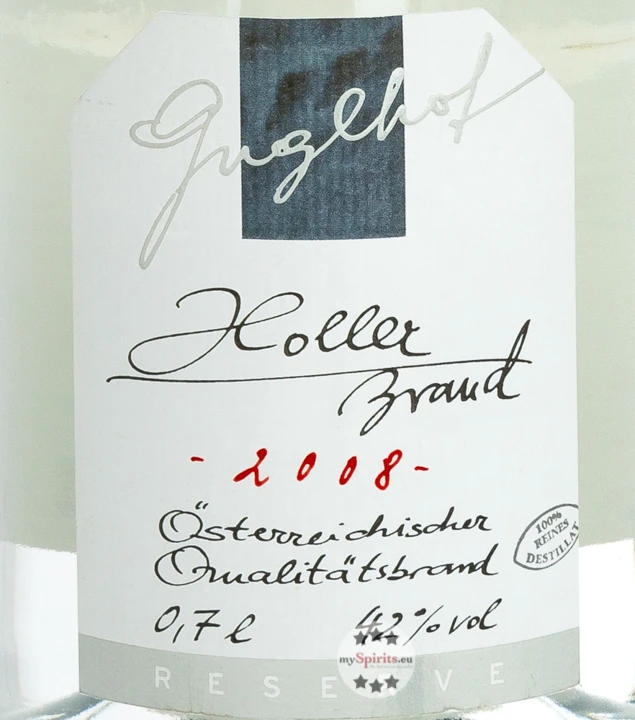 Guglhof
Holler
Brand
- 2008 -
Österreichischer
Qualitätsbrand
100%
REINES
DESTILLAT
0,7 l 42% vol
mySpirits.eu
RESERVE